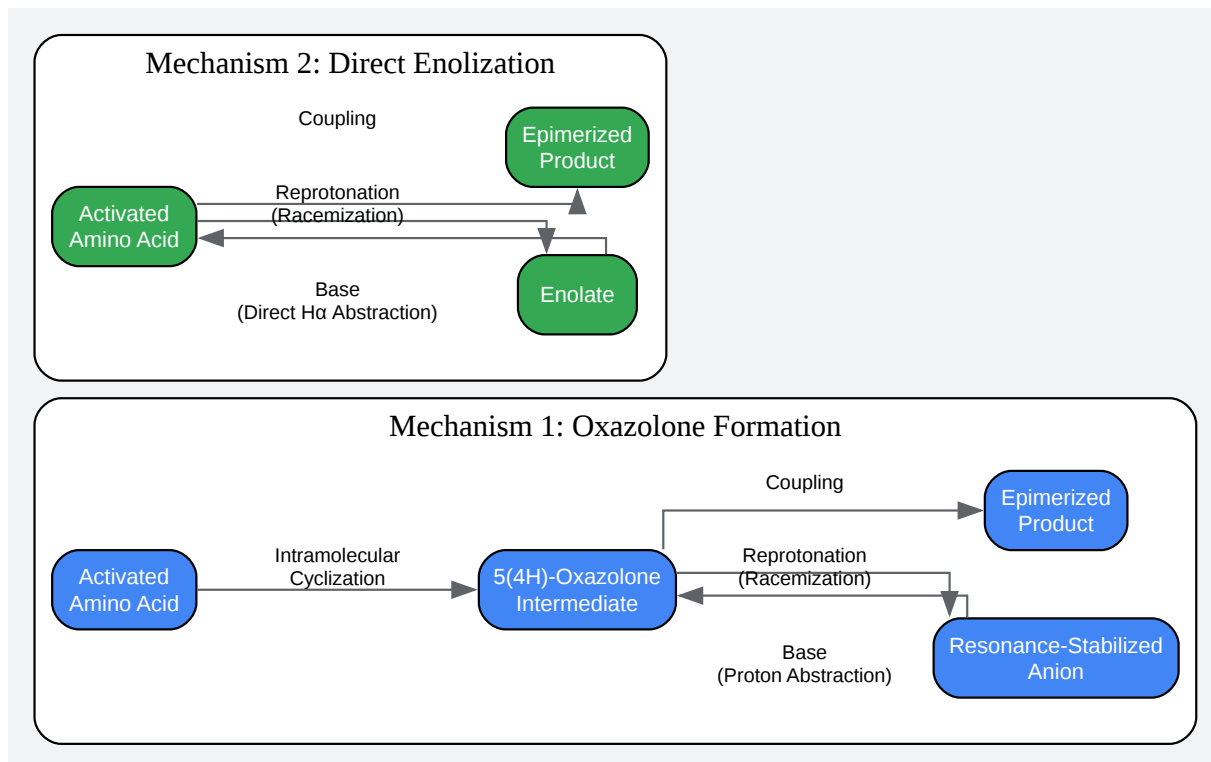 Mechanism 2: Direct Enolization
Coupling
Epimerized
Product
Reprotonation
(Racemization)
Activated
Amino Acid
Base
(Direct Hα Abstraction)
Enolate
Mechanism 1: Oxazolone Formation
Coupling
Epimerized
Product
Intramolecular
Cyclization
Activated
Amino Acid
5(4H)-Oxazolone
Intermediate
Reprotonation
(Racemization)
Base
(Proton Abstraction)
Resonance-Stabilized
Anion